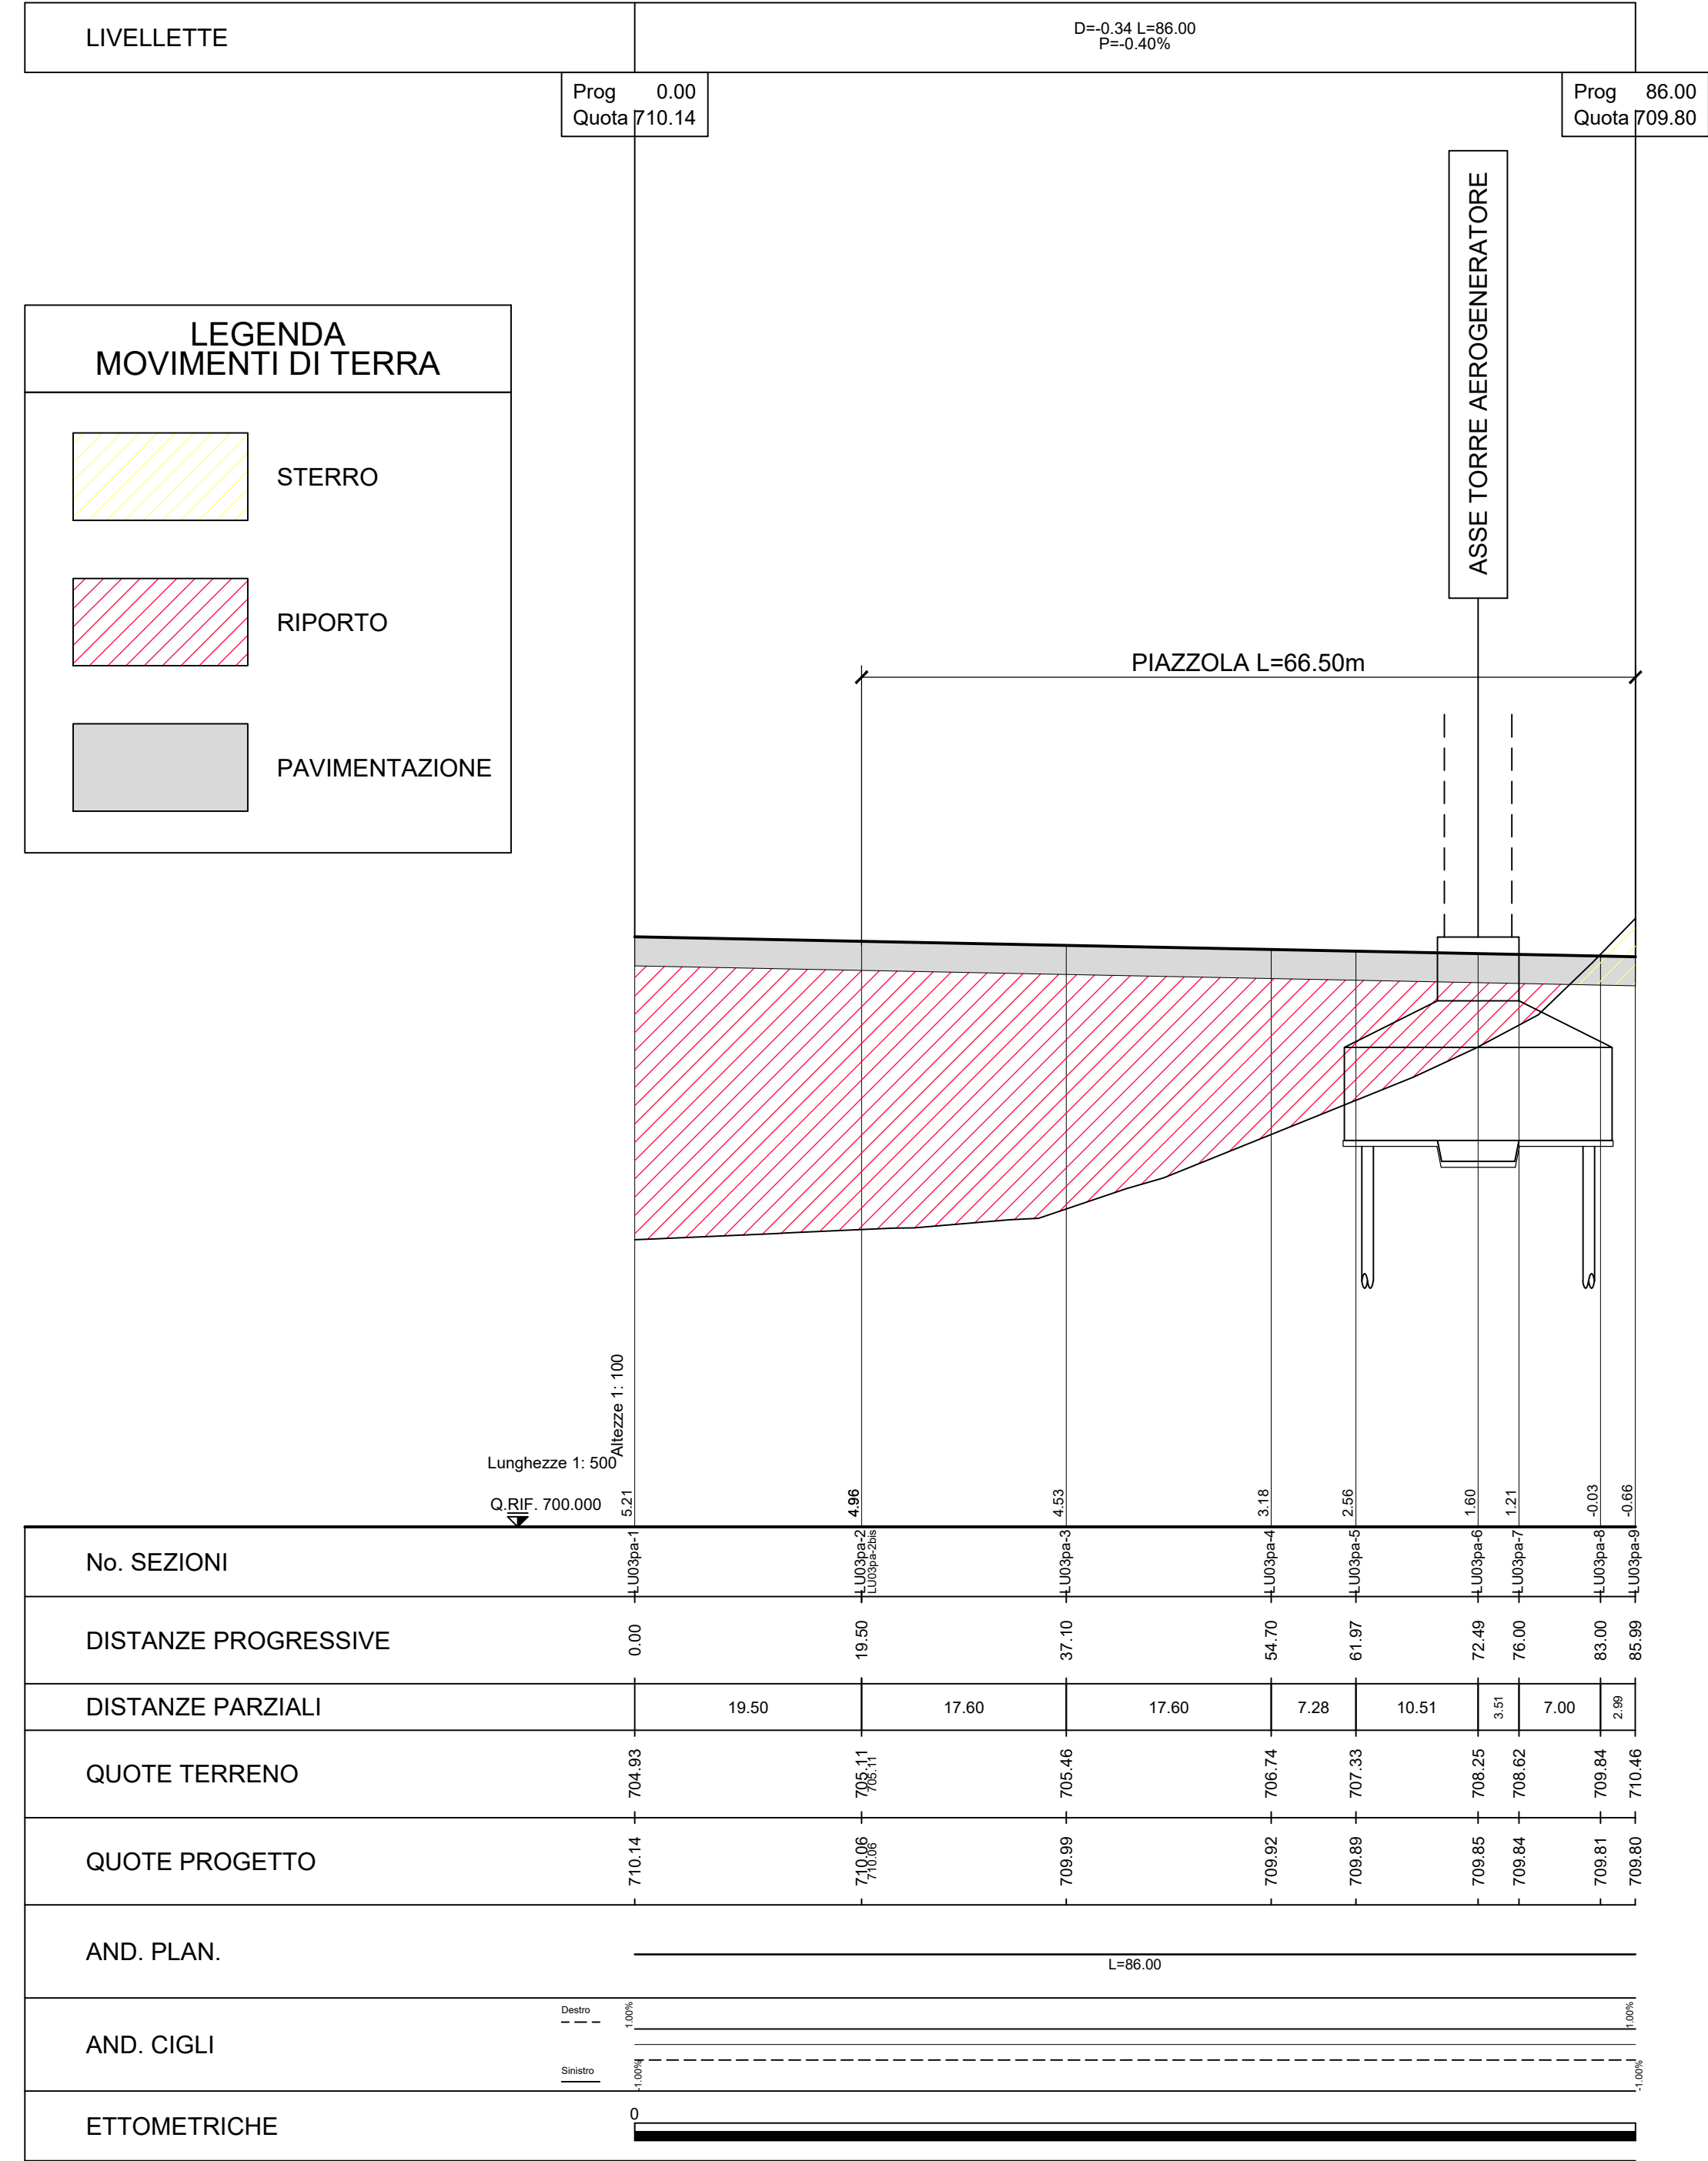 LIVELLETTE
D=-0.34 L=86.00
P=-0.40%
Prog 0.00
Quota 710.14
Prog 86.00
Quota 709.80
ASSE TORRE AEROGENERATORE
LEGENDA
MOVIMENTI DI TERRA
STERRO
RIPORTO
PAVIMENTAZIONE
PIAZZOLA L=66.50m
Altezze 1: 100
Lunghezze 1: 500
Q.RIF. 700.000
5.21 4.96 4.53 3.18 2.56 1.60 1.21 -0.03 -0.66
No. SEZIONI
LU03pa-1 LU03pa-2 LU03pa-2bis LU03pa-3 LU03pa-4 LU03pa-5 LU03pa-6 LU03pa-7 LU03pa-8 LU03pa-9
DISTANZE PROGRESSIVE
0.00 19.50 37.10 54.70 61.97 72.49 76.00 83.00 85.99
DISTANZE PARZIALI
19.50 17.60 17.60 7.28 10.51 3.51 7.00 2.99
QUOTE TERRENO
704.93 705.11 705.11 705.46 706.74 707.33 708.25 708.62 709.84 710.46
QUOTE PROGETTO
710.14 710.06 710.06 709.99 709.92 709.89 709.85 709.84 709.81 709.80
AND. PLAN.
L=86.00
AND. CIGLI
Destro
1.00% 1.00%
Sinistro
-1.00% -1.00%
ETTOMETRICHE
0